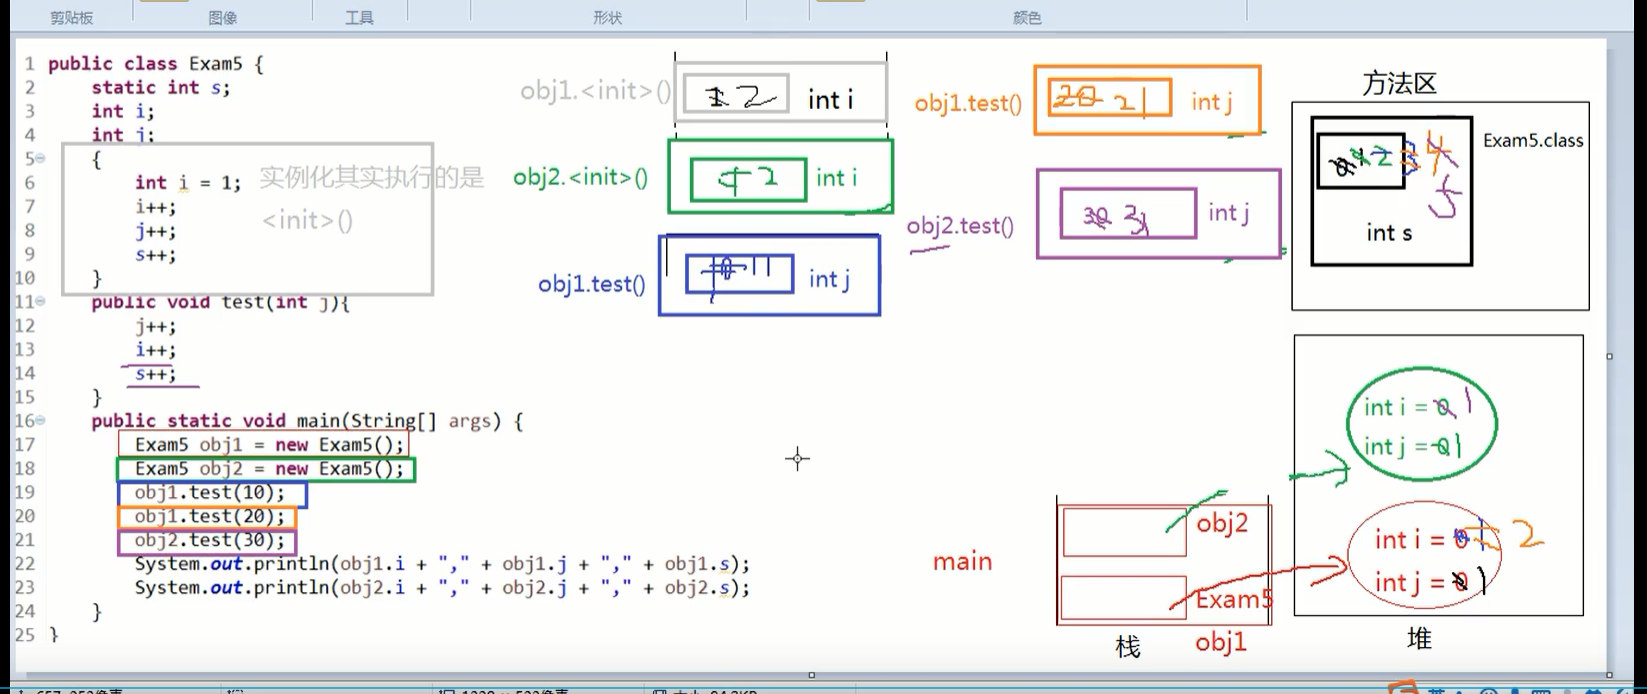 剪贴板 图像 工具 形状 颜色
1 public class Exam5 {
2 static int s;
3 int i;
4 int j;
5 {
6 int i = 1;
7 i++;
8 j++;
9 s++;
10 }
11 public void test(int j){
12 j++;
13 i++;
14 s++;
15 }
16 public static void main(String[] args) {
17 Exam5 obj1 = new Exam5();
18 Exam5 obj2 = new Exam5();
19 obj1.test(10);
20 obj1.test(20);
21 obj2.test(30);
22 System.out.println(obj1.i + "," + obj1.j + "," + obj1.s);
23 System.out.println(obj2.i + "," + obj2.j + "," + obj2.s);
24 }
25 }
实例化其实执行的是
<init>()
obj1.<init>() 1 2 int i
obj2.<init>() 1 2 int i
obj1.test() 10 11 int j
obj1.test() 20 21 int j
obj2.test() 30 31 int j
方法区
Exam5.class
0 1 2 3 4
5
int s
int i = 0 1
int j = 0 1
int i = 0 1 2
int j = 0 1
堆
main
obj2
Exam5
obj1
栈